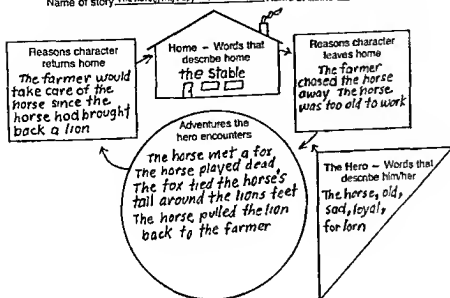 Name of story
Reasons character
returns home
The farmer would
take care of the
horse since the
horse had brought
back a lion
Home – Words that
describe home
the stable
Reasons character
leaves home
The farmer
chased the horse
away The horse
was too old to work
Adventures the
hero encounters
The horse met a fox
The horse played dead,
The fox tied the horse's
tail around the lions feet
The horse pulled the lion
back to the farmer
The Hero – Words that
describe him/her
The horse, old,
sad, loyal,
forlorn